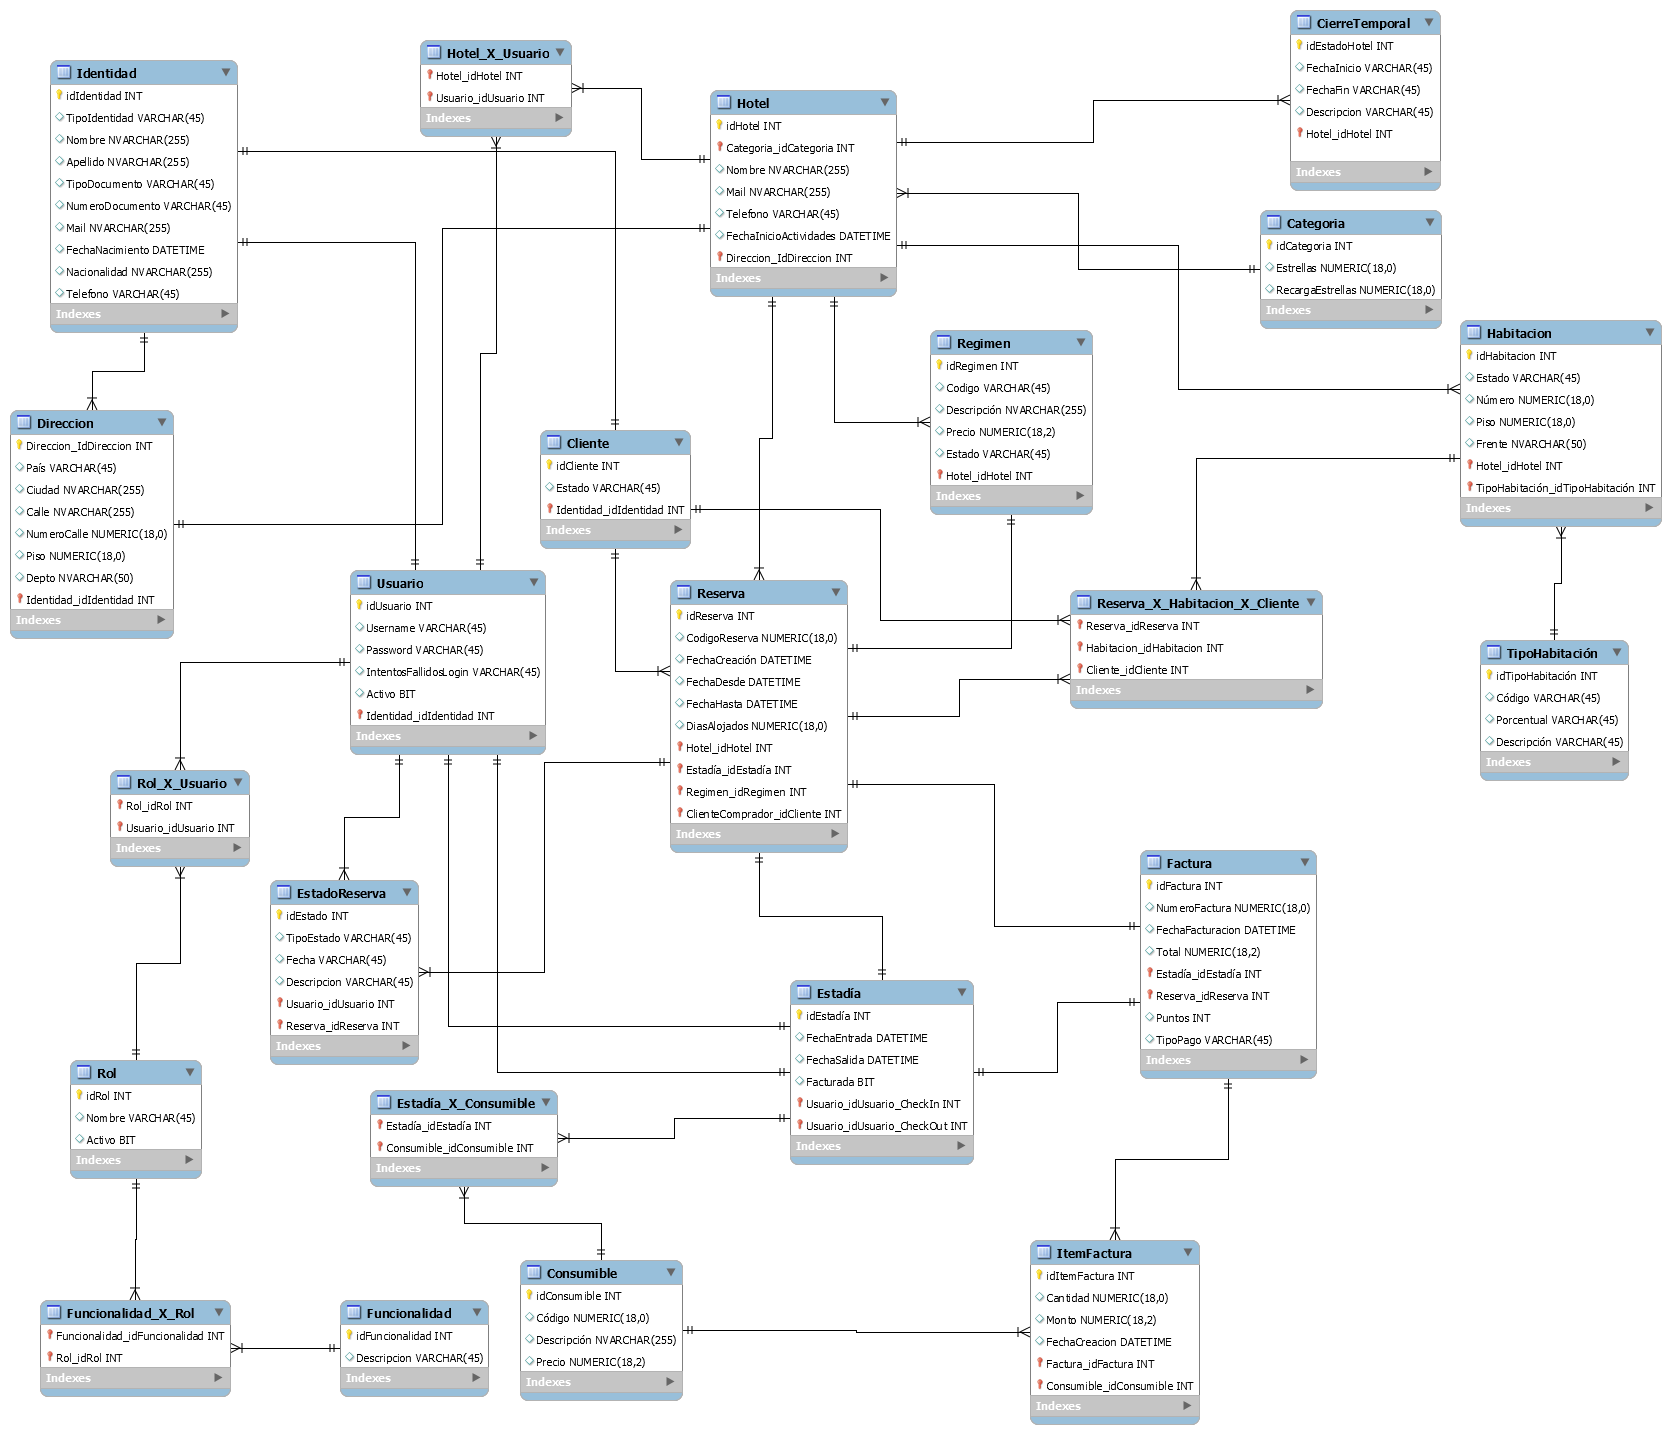 Identidad
idIdentidad INT
TipoIdentidad VARCHAR(45)
Nombre NVARCHAR(255)
Apellido NVARCHAR(255)
TipoDocumento VARCHAR(45)
NumeroDocumento VARCHAR(45)
Mail NVARCHAR(255)
FechaNacimiento DATETIME
Nacionalidad NVARCHAR(255)
Telefono VARCHAR(45)
Indexes
Hotel_X_Usuario
Hotel_idHotel INT
Usuario_idUsuario INT
Indexes
Hotel
idHotel INT
Categoria_idCategoria INT
Nombre NVARCHAR(255)
Mail NVARCHAR(255)
Telefono VARCHAR(45)
FechaInicioActividades DATETIME
Direccion_IdDireccion INT
Indexes
CierreTemporal
idEstadoHotel INT
FechaInicio VARCHAR(45)
FechaFin VARCHAR(45)
Descripcion VARCHAR(45)
Hotel_idHotel INT
Indexes
Categoria
idCategoria INT
Estrellas NUMERIC(18,0)
RecargaEstrellas NUMERIC(18,0)
Indexes
Habitacion
idHabitacion INT
Estado VARCHAR(45)
Número NUMERIC(18,0)
Piso NUMERIC(18,0)
Frente NVARCHAR(50)
Hotel_idHotel INT
TipoHabitación_idTipoHabitación INT
Indexes
Regimen
idRegimen INT
Codigo VARCHAR(45)
Descripción NVARCHAR(255)
Precio NUMERIC(18,2)
Estado VARCHAR(45)
Hotel_idHotel INT
Indexes
Direccion
Direccion_IdDireccion INT
País VARCHAR(45)
Ciudad NVARCHAR(255)
Calle NVARCHAR(255)
NumeroCalle NUMERIC(18,0)
Piso NUMERIC(18,0)
Depto NVARCHAR(50)
Identidad_idIdentidad INT
Indexes
Cliente
idCliente INT
Estado VARCHAR(45)
Identidad_idIdentidad INT
Indexes
Usuario
idUsuario INT
Username VARCHAR(45)
Password VARCHAR(45)
IntentosFallidosLogin VARCHAR(45)
Activo BIT
Identidad_idIdentidad INT
Indexes
Reserva
idReserva INT
CodigoReserva NUMERIC(18,0)
FechaCreación DATETIME
FechaDesde DATETIME
FechaHasta DATETIME
DiasAlojados NUMERIC(18,0)
Hotel_idHotel INT
Estadía_idEstadía INT
Regimen_idRegimen INT
ClienteComprador_idCliente INT
Indexes
Reserva_X_Habitacion_X_Cliente
Reserva_idReserva INT
Habitacion_idHabitacion INT
Cliente_idCliente INT
Indexes
TipoHabitación
idTipoHabitación INT
Código VARCHAR(45)
Porcentual VARCHAR(45)
Descripción VARCHAR(45)
Indexes
Rol_X_Usuario
Rol_idRol INT
Usuario_idUsuario INT
Indexes
EstadoReserva
idEstado INT
TipoEstado VARCHAR(45)
Fecha VARCHAR(45)
Descripcion VARCHAR(45)
Usuario_idUsuario INT
Reserva_idReserva INT
Indexes
Factura
idFactura INT
NumeroFactura NUMERIC(18,0)
FechaFacturacion DATETIME
Total NUMERIC(18,2)
Estadía_idEstadía INT
Reserva_idReserva INT
Puntos INT
TipoPago VARCHAR(45)
Indexes
Estadía
idEstadía INT
FechaEntrada DATETIME
FechaSalida DATETIME
Facturada BIT
Usuario_idUsuario_CheckIn INT
Usuario_idUsuario_CheckOut INT
Indexes
Rol
idRol INT
Nombre VARCHAR(45)
Activo BIT
Indexes
Estadía_X_Consumible
Estadía_idEstadía INT
Consumible_idConsumible INT
Indexes
Consumible
idConsumible INT
Código NUMERIC(18,0)
Descripción NVARCHAR(255)
Precio NUMERIC(18,2)
Indexes
ItemFactura
idItemFactura INT
Cantidad NUMERIC(18,0)
Monto NUMERIC(18,2)
FechaCreacion DATETIME
Factura_idFactura INT
Consumible_idConsumible INT
Indexes
Funcionalidad_X_Rol
Funcionalidad_idFuncionalidad INT
Rol_idRol INT
Indexes
Funcionalidad
idFuncionalidad INT
Descripcion VARCHAR(45)
Indexes